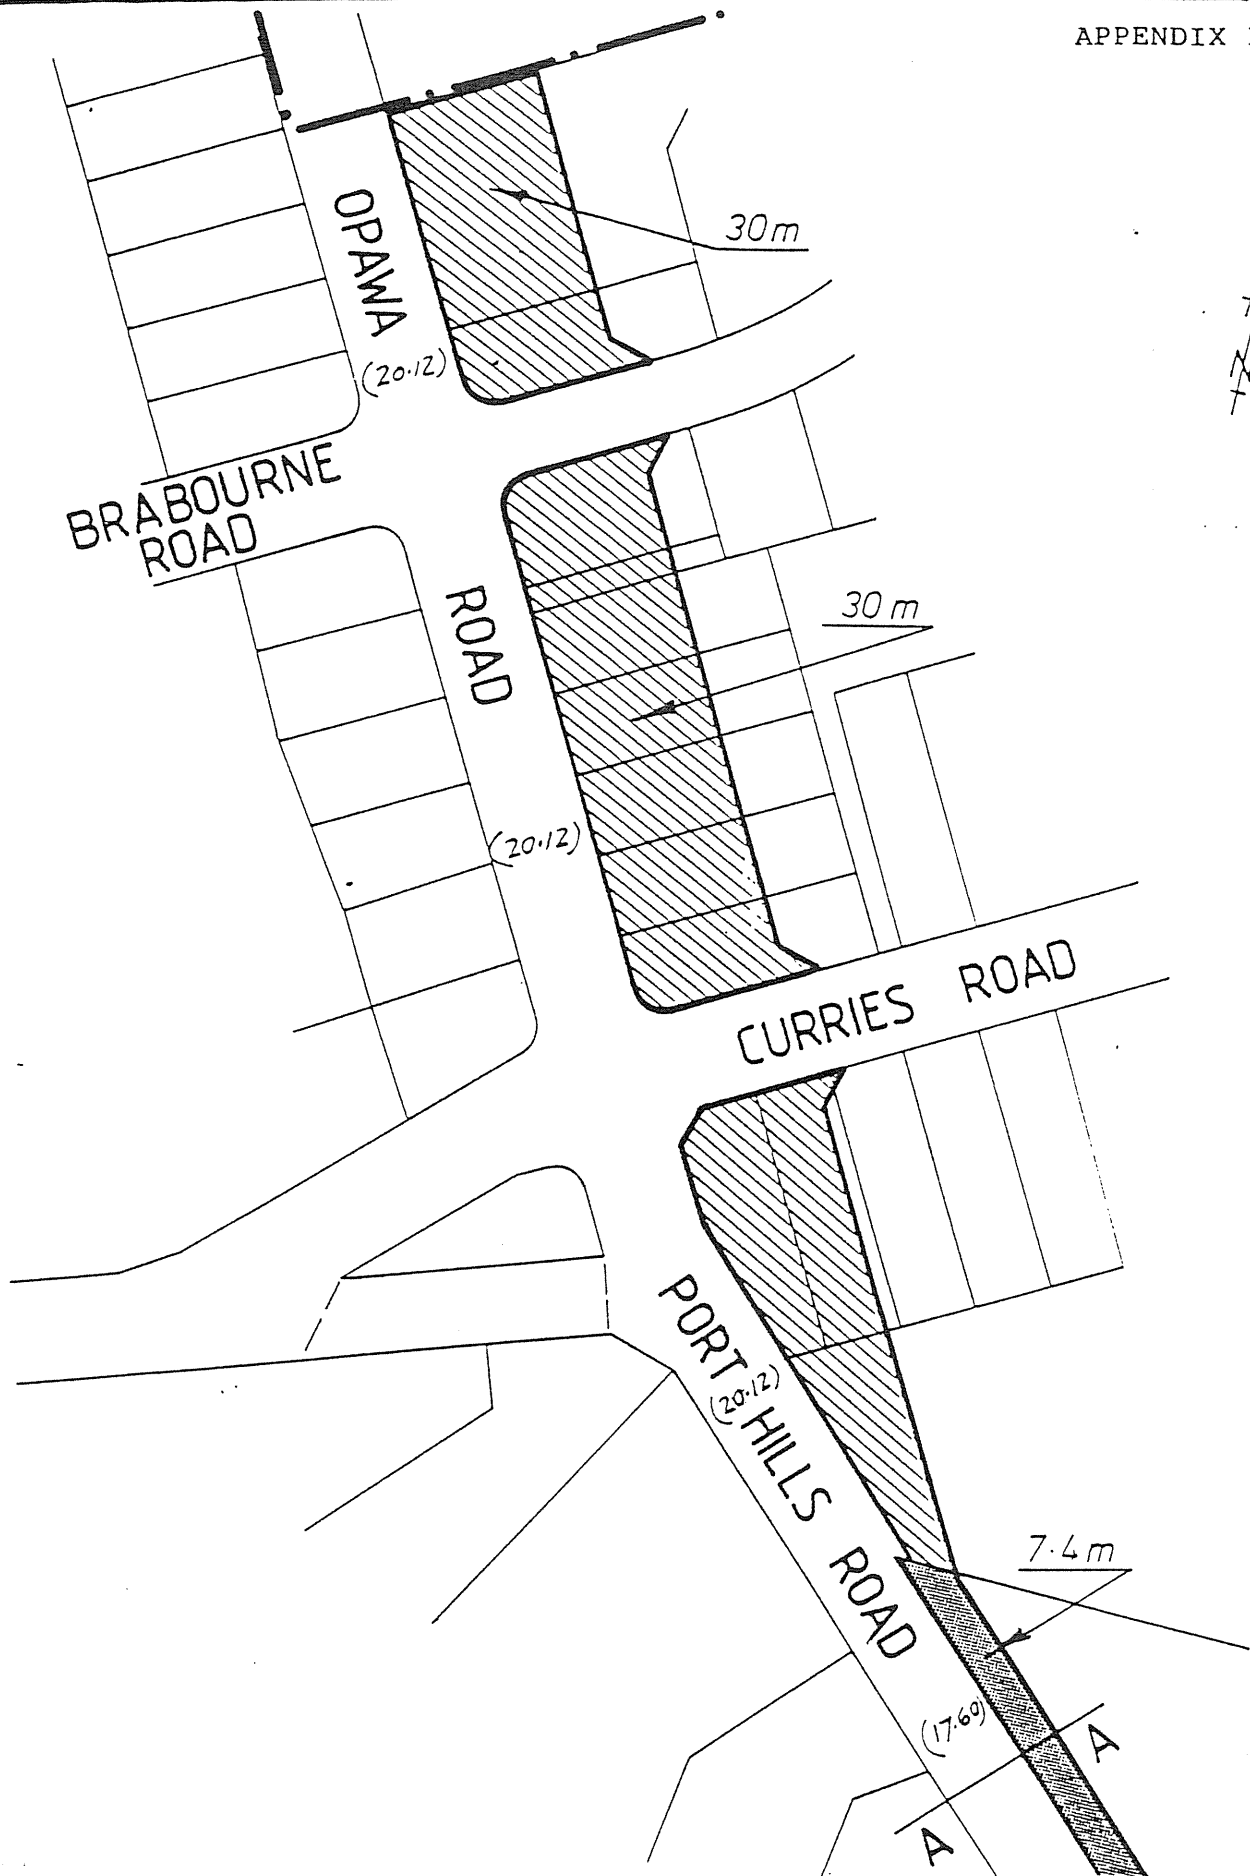 APPENDIX
OPAWA
30m
(20·12)
BRABOURNE
ROAD
ROAD
30m
(20·12)
CURRIES ROAD
PORT HILLS ROAD
(20·12)
7·4m
(17.60)
A
A